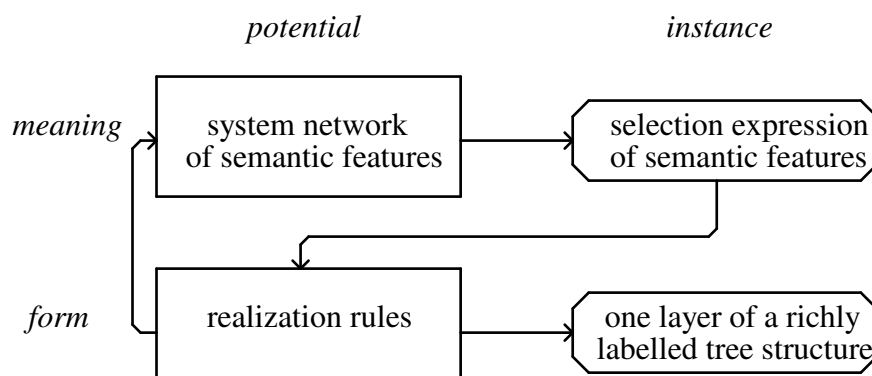 potential
instance
meaning
system network
of semantic features
selection expression
of semantic features
form
realization rules
one layer of a richly
labelled tree structure